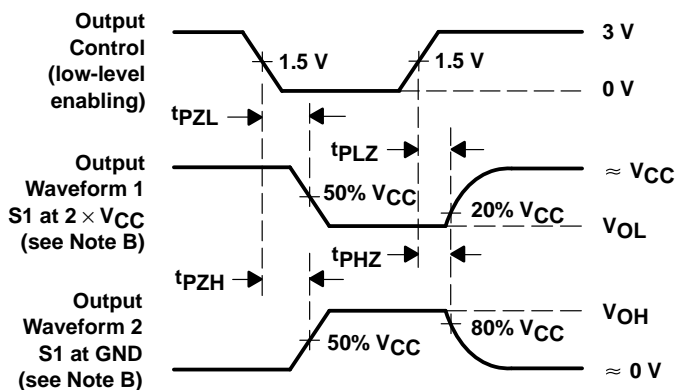 Output
Control
(low-level
enabling)
1.5 V
1.5 V
3 V
0 V
tPZL
tPLZ
Output
Waveform 1
S1 at 2 × VCC
(see Note B)
50% VCC
20% VCC
≈ VCC
VOL
tPZH
tPHZ
Output
Waveform 2
S1 at GND
(see Note B)
50% VCC
80% VCC
VOH
≈ 0 V